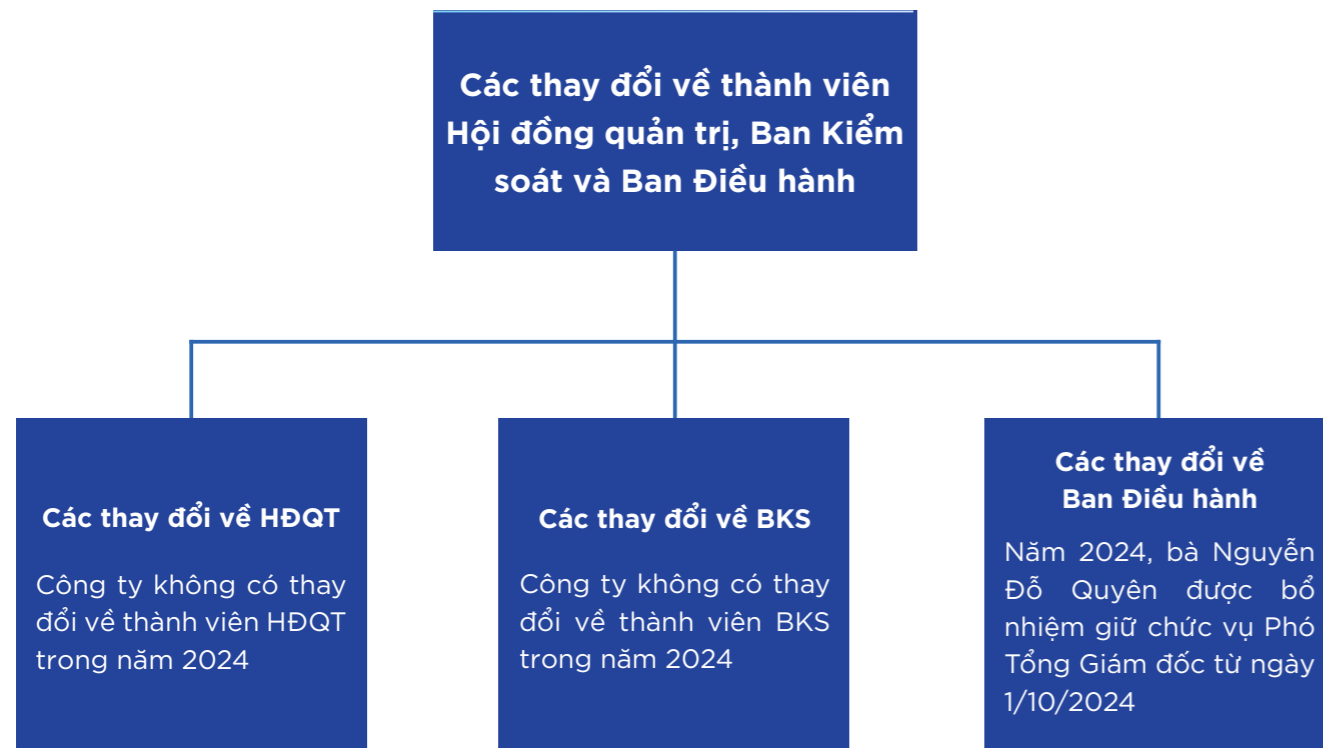 Các thay đổi về thành viên
Hội đồng quản trị, Ban Kiểm
soát và Ban Điều hành
Các thay đổi về HĐQT
Công ty không có thay
đổi về thành viên HĐQT
trong năm 2024
Các thay đổi về BKS
Công ty không có thay
đổi về thành viên BKS
trong năm 2024
Các thay đổi về
Ban Điều hành
Năm 2024, bà Nguyễn
Đỗ Quyên được bổ
nhiệm giữ chức vụ Phó
Tổng Giám đốc từ ngày
1/10/2024